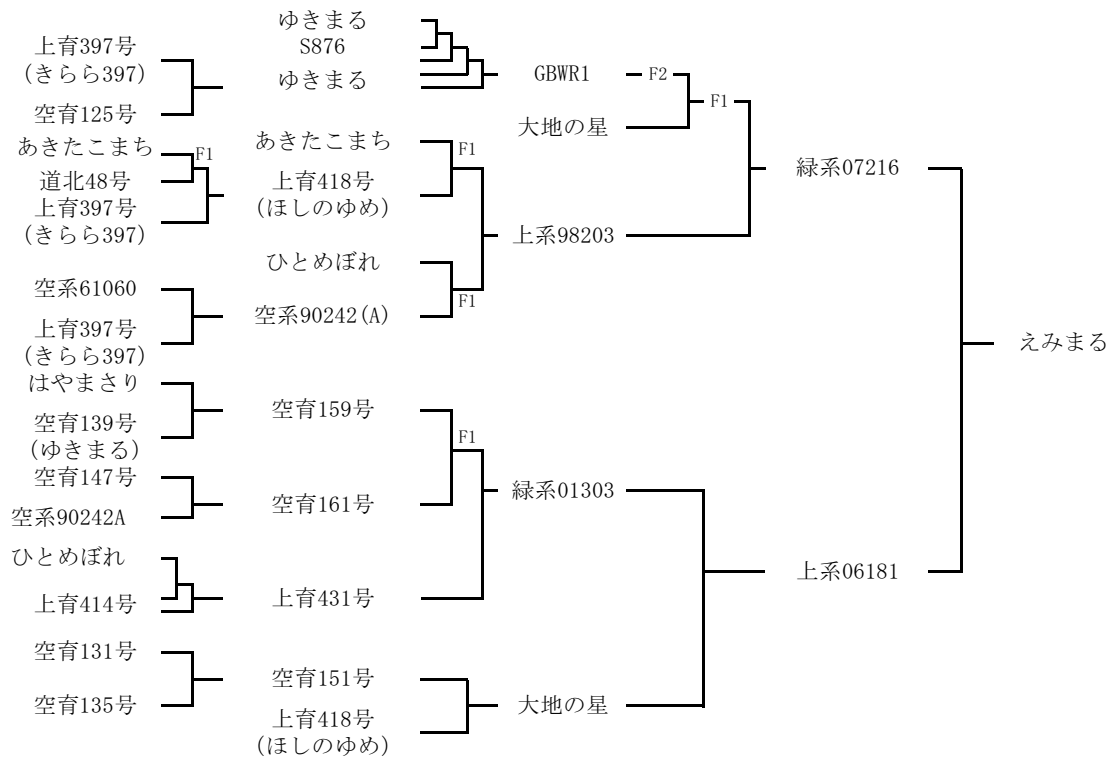 上育397号
(きらら397)
空育125号
あきたこまち
F1
道北48号
上育397号
(きらら397)
空系61060
上育397号
(きらら397)
はやまさり
空育139号
(ゆきまる)
空育147号
空系90242A
ひとめぼれ
上育414号
空育131号
空育135号
ゆきまる
S876
ゆきまる
あきたこまち
F1
上育418号
(ほしのゆめ)
ひとめぼれ
F1
空系90242(A)
空育159号
F1
空育161号
上育431号
空育151号
上育418号
(ほしのゆめ)
GBWR1
F2
F1
大地の星
上系98203
緑系01303
大地の星
緑系07216
上系06181
えみまる